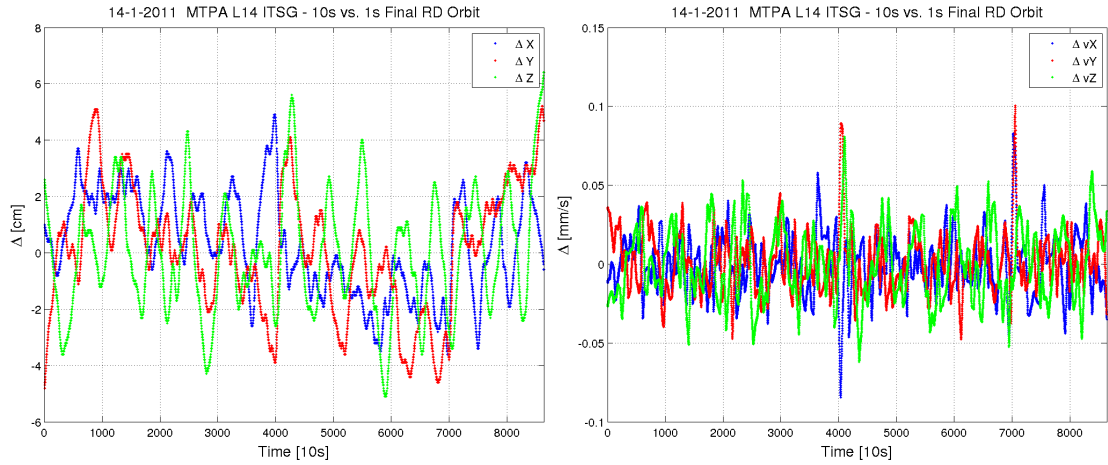 14-1-2011 MTPA L14 ITSG - 10s vs. 1s Final RD Orbit
8
6
4
2
0
-2
-4
-6
Δ [cm]
Δ X
Δ Y
Δ Z
0 1000 2000 3000 4000 5000 6000 7000 8000
Time [10s]
14-1-2011 MTPA L14 ITSG - 10s vs. 1s Final RD Orbit
0.15
0.1
0.05
0
-0.05
-0.1
Δ [mm/s]
Δ vX
Δ vY
Δ vZ
0 1000 2000 3000 4000 5000 6000 7000 8000
Time [10s]